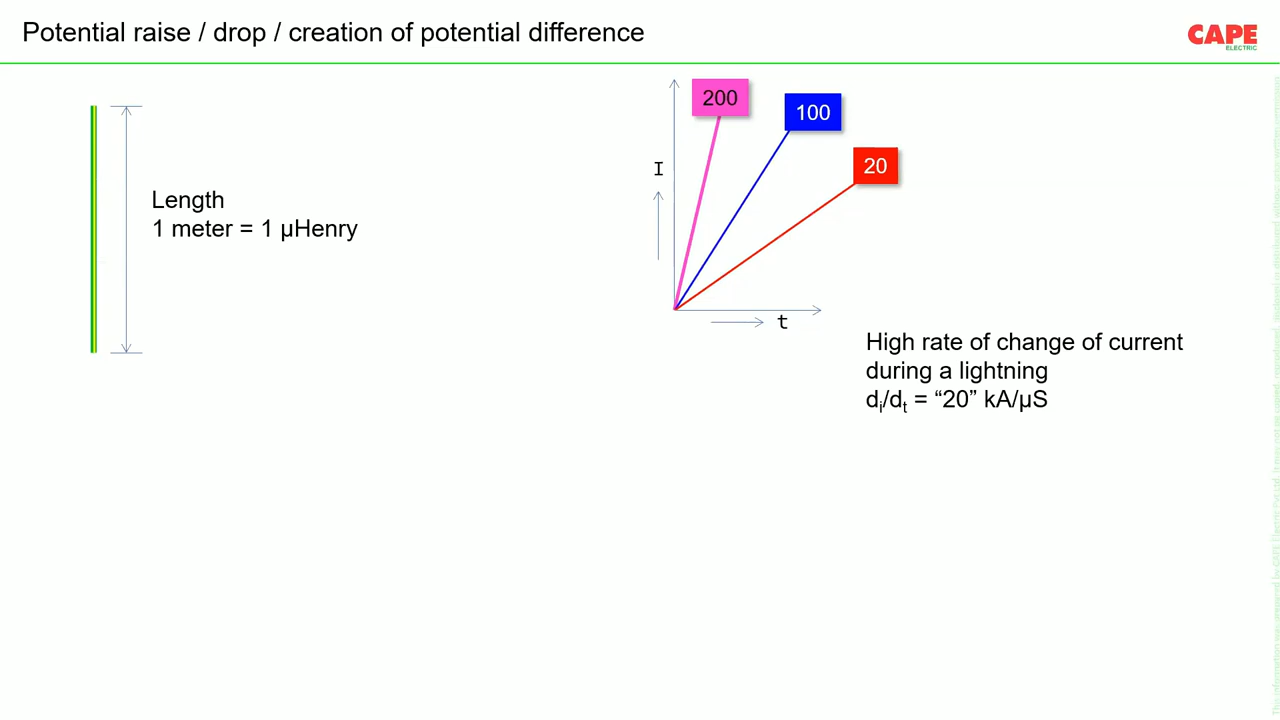 Potential raise / drop / creation of potential difference
CAPE
ELECTRIC
Length
1 meter = 1 µHenry
200
100
20
I
t
High rate of change of current
during a lightning
di/dt = “20” kA/µS